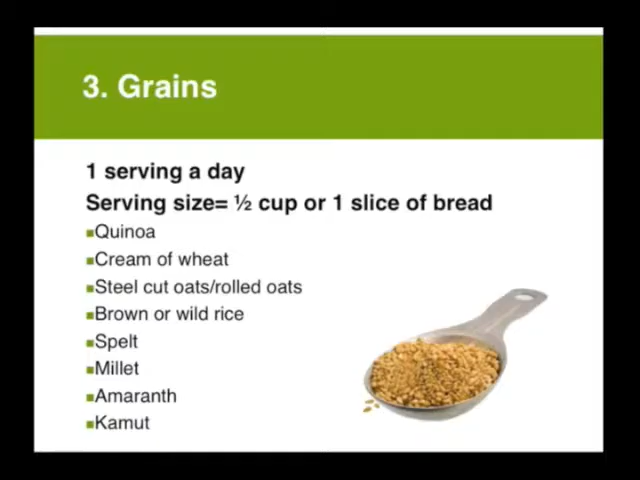 3. Grains
1 serving a day
Serving size= ½ cup or 1 slice of bread
■Quinoa
■Cream of wheat
■Steel cut oats/rolled oats
■Brown or wild rice
■Spelt
■Millet
■Amaranth
■Kamut